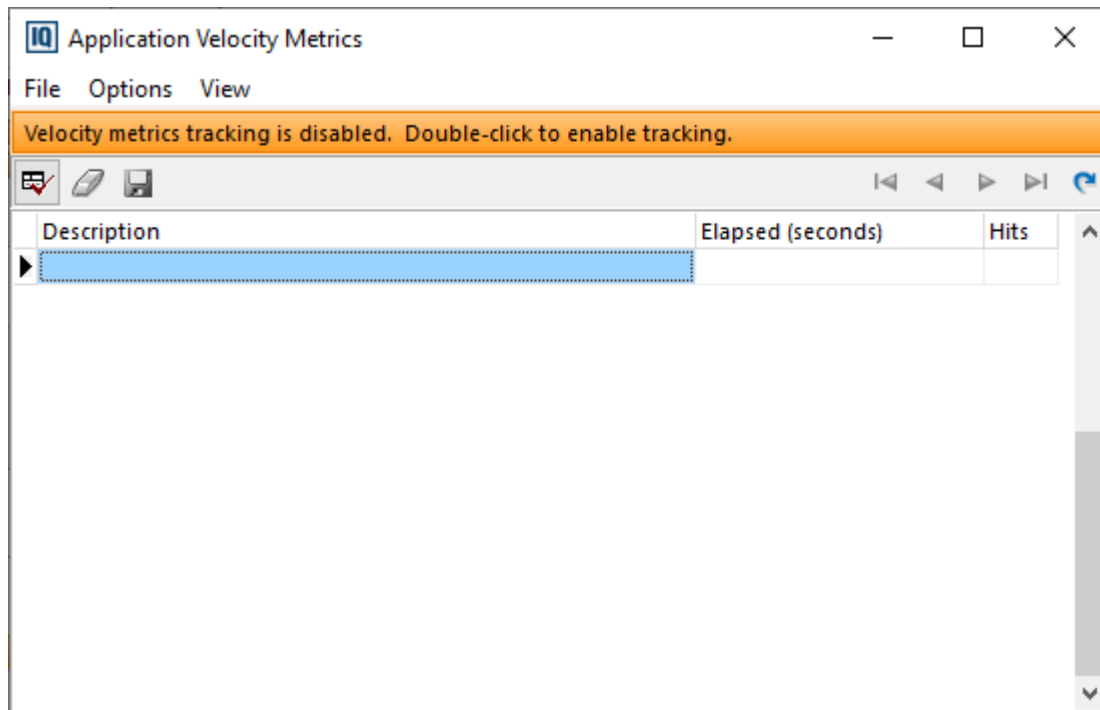 IQ Application Velocity Metrics
File Options View
Velocity metrics tracking is disabled. Double-click to enable tracking.
Description Elapsed (seconds) Hits